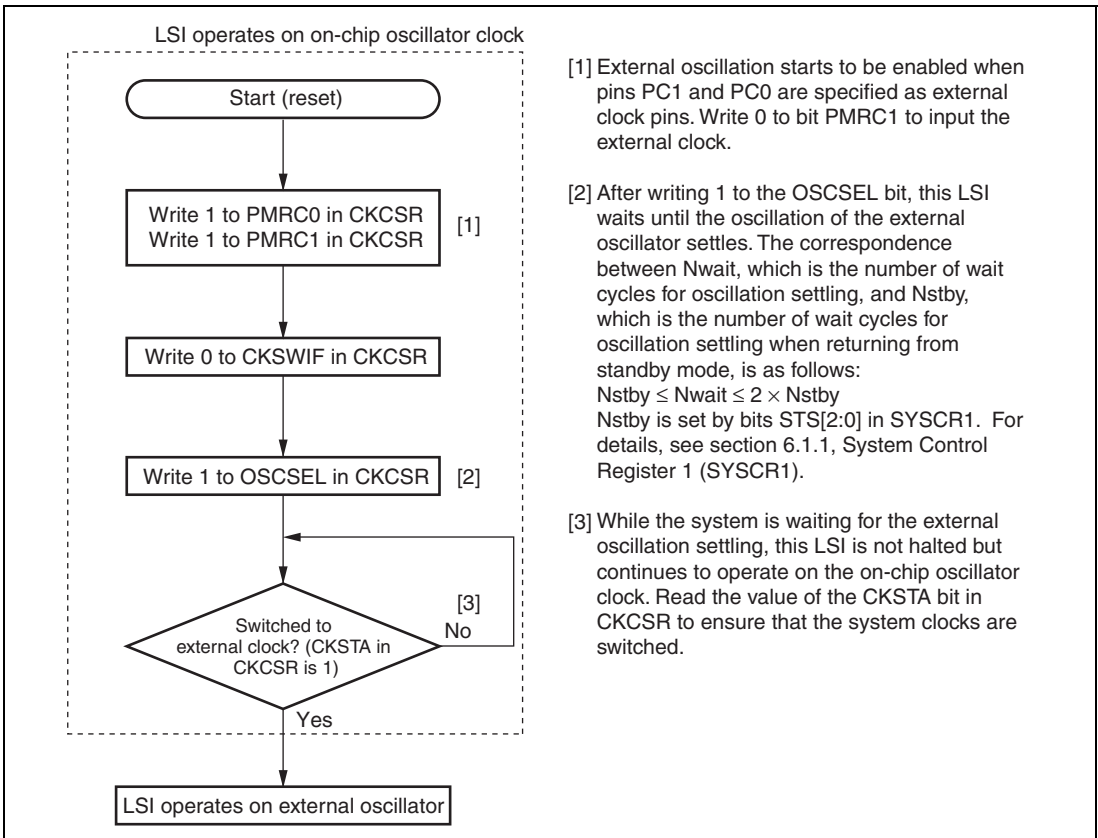 LSI operates on on-chip oscillator clock
Start (reset)
Write 1 to PMRC0 in CKCSR
Write 1 to PMRC1 in CKCSR
[1]
Write 0 to CKSWIF in CKCSR
Write 1 to OSCSEL in CKCSR
[2]
[3]
Switched to
external clock? (CKSTA in
CKCSR is 1)
No
Yes
LSI operates on external oscillator
[1] External oscillation starts to be enabled when
pins PC1 and PC0 are specified as external
clock pins. Write 0 to bit PMRC1 to input the
external clock.
[2] After writing 1 to the OSCSEL bit, this LSI
waits until the oscillation of the external
oscillator settles. The correspondence
between Nwait, which is the number of wait
cycles for oscillation settling, and Nstby,
which is the number of wait cycles for
oscillation settling when returning from
standby mode, is as follows:
Nstby ≤ Nwait ≤ 2 × Nstby
Nstby is set by bits STS[2:0] in SYSCR1. For
details, see section 6.1.1, System Control
Register 1 (SYSCR1).
[3] While the system is waiting for the external
oscillation settling, this LSI is not halted but
continues to operate on the on-chip oscillator
clock. Read the value of the CKSTA bit in
CKCSR to ensure that the system clocks are
switched.